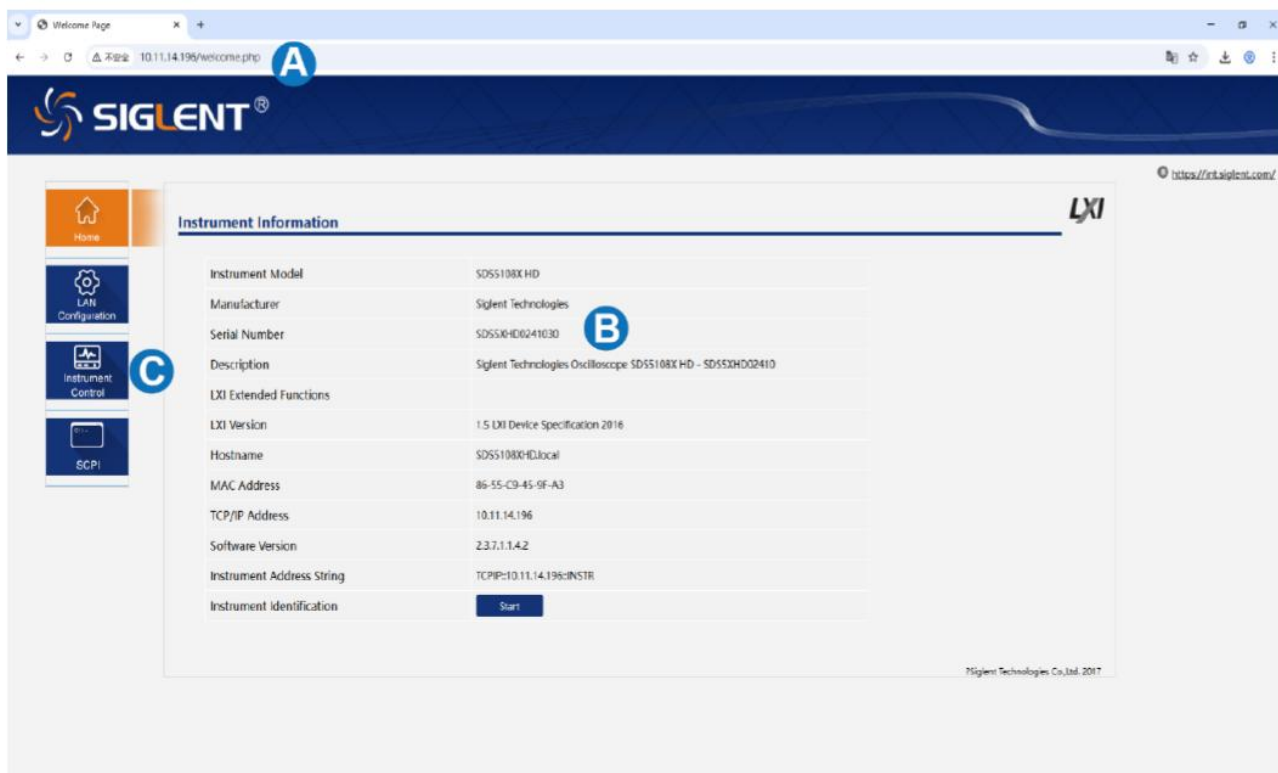 Welcome Page
不安全 10.11.14.196/welcome.php
A
SIGLENT®
https://int.siglent.com/
LXI
Home
Instrument Information
LAN
Configuration
Instrument
Control
C
SCPI
Instrument Model SDS5108X HD
Manufacturer Siglent Technologies
Serial Number SDS5XHD0241030
B
Description Siglent Technologies Oscilloscope SDS5108X HD - SDS5XHD02410
LXI Extended Functions
LXI Version 1.5 LXI Device Specification 2016
Hostname SDS5108XHD.local
MAC Address 86-55-C9-45-9F-A3
TCP/IP Address 10.11.14.196
Software Version 2.3.7.1.1.4.2
Instrument Address String TCPIP::10.11.14.196::INSTR
Instrument Identification Start
?Siglent Technologies Co.,Ltd. 2017